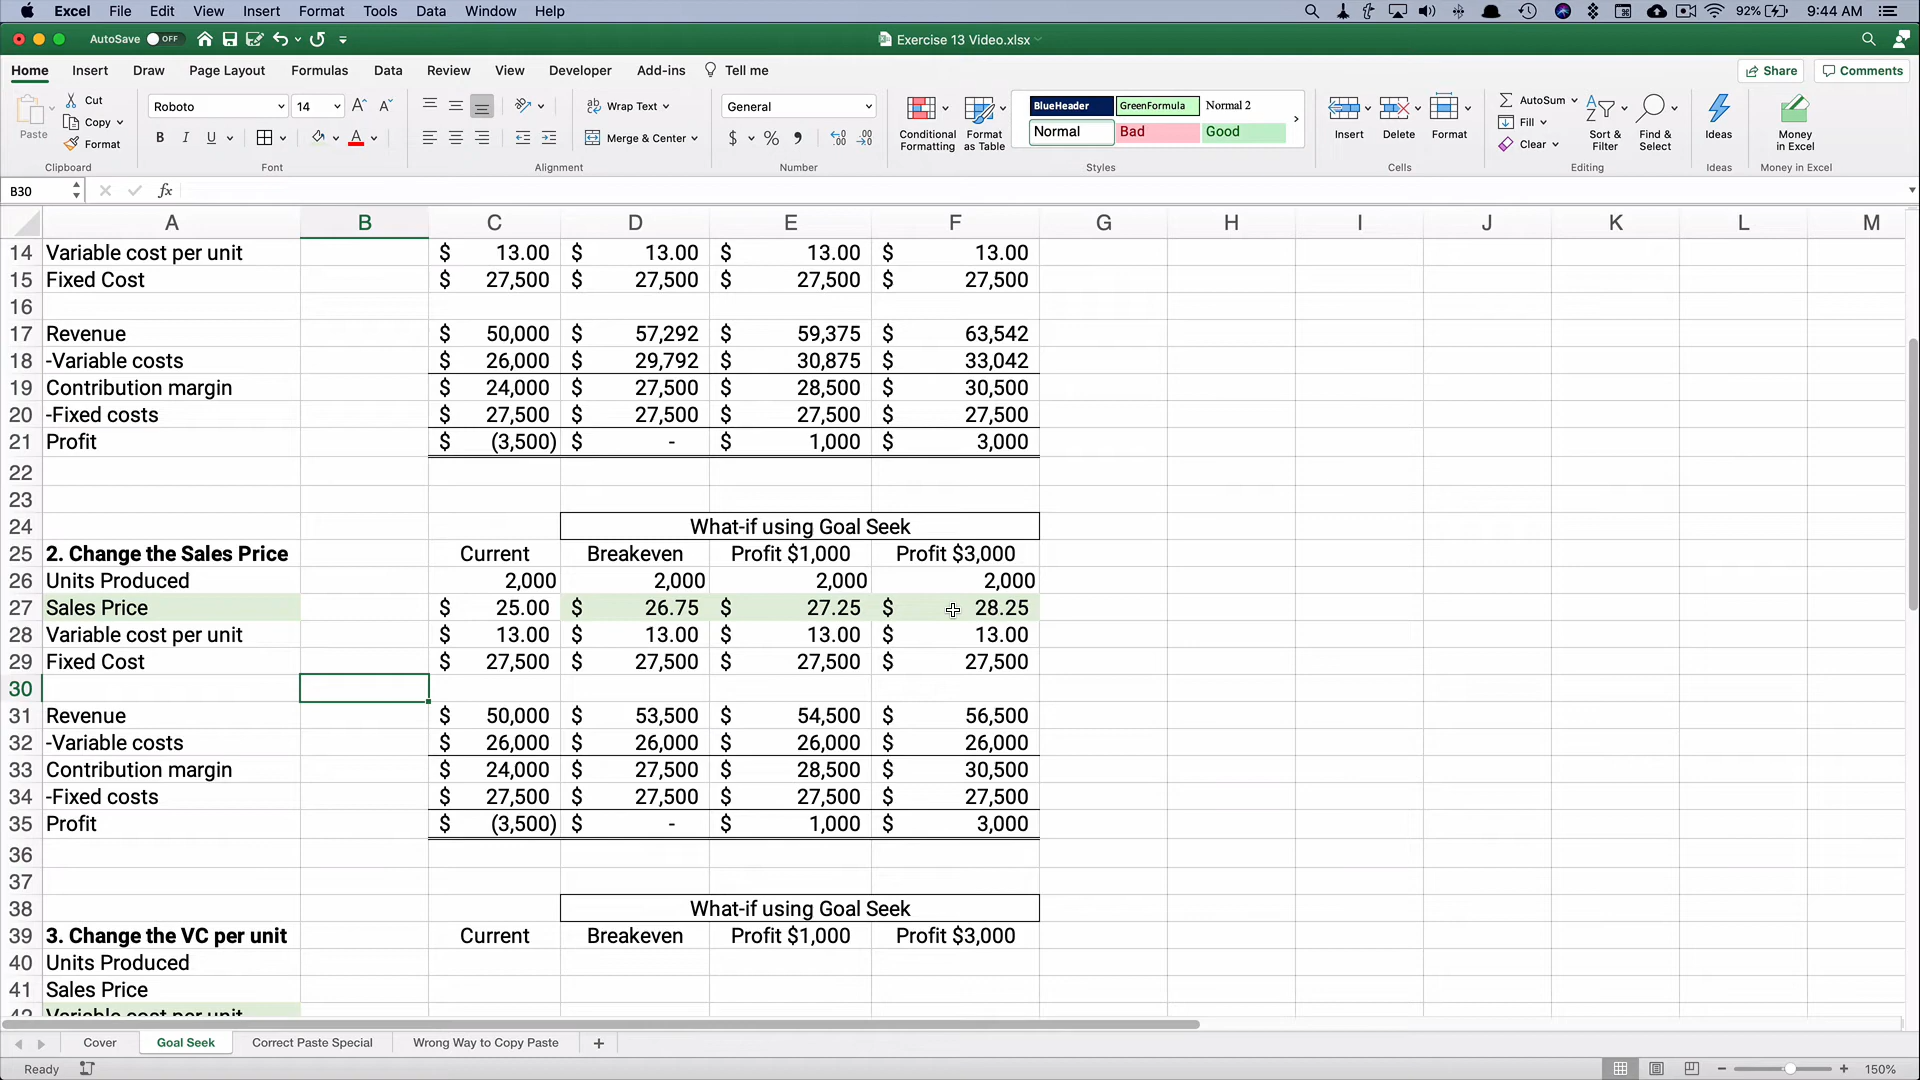 Excel File Edit View Insert Format Tools Data Window Help 92% 9:44 AM
AutoSave OFF Exercise 13 Video.xlsx
Home Insert Draw Page Layout Formulas Data Review View Developer Add-ins Tell me Share Comments
Paste Cut Copy Format Clipboard
Roboto 14 B I U A Font
Wrap Text Merge & Center Alignment
General $ % Number
Conditional Formatting Format as Table BlueHeader GreenFormula Normal 2 Normal Bad Good Styles
Insert Delete Format Cells
AutoSum Fill Clear Sort & Filter Find & Select Editing
Ideas Ideas Money in Excel Money in Excel
B30 fx
A B C D E F G H I J K L M
14 Variable cost per unit $ 13.00 $ 13.00 $ 13.00 $ 13.00
15 Fixed Cost $ 27,500 $ 27,500 $ 27,500 $ 27,500
16
17 Revenue $ 50,000 $ 57,292 $ 59,375 $ 63,542
18 -Variable costs $ 26,000 $ 29,792 $ 30,875 $ 33,042
19 Contribution margin $ 24,000 $ 27,500 $ 28,500 $ 30,500
20 -Fixed costs $ 27,500 $ 27,500 $ 27,500 $ 27,500
21 Profit $ (3,500) $ - $ 1,000 $ 3,000
22
23
24 What-if using Goal Seek
25 2. Change the Sales Price Current Breakeven Profit $1,000 Profit $3,000
26 Units Produced 2,000 2,000 2,000 2,000
27 Sales Price $ 25.00 $ 26.75 $ 27.25 $ 28.25
28 Variable cost per unit $ 13.00 $ 13.00 $ 13.00 $ 13.00
29 Fixed Cost $ 27,500 $ 27,500 $ 27,500 $ 27,500
30
31 Revenue $ 50,000 $ 53,500 $ 54,500 $ 56,500
32 -Variable costs $ 26,000 $ 26,000 $ 26,000 $ 26,000
33 Contribution margin $ 24,000 $ 27,500 $ 28,500 $ 30,500
34 -Fixed costs $ 27,500 $ 27,500 $ 27,500 $ 27,500
35 Profit $ (3,500) $ - $ 1,000 $ 3,000
36
37
38 What-if using Goal Seek
39 3. Change the VC per unit Current Breakeven Profit $1,000 Profit $3,000
40 Units Produced
41 Sales Price
42 Variable cost per unit
Cover Goal Seek Correct Paste Special Wrong Way to Copy Paste +
Ready 150%